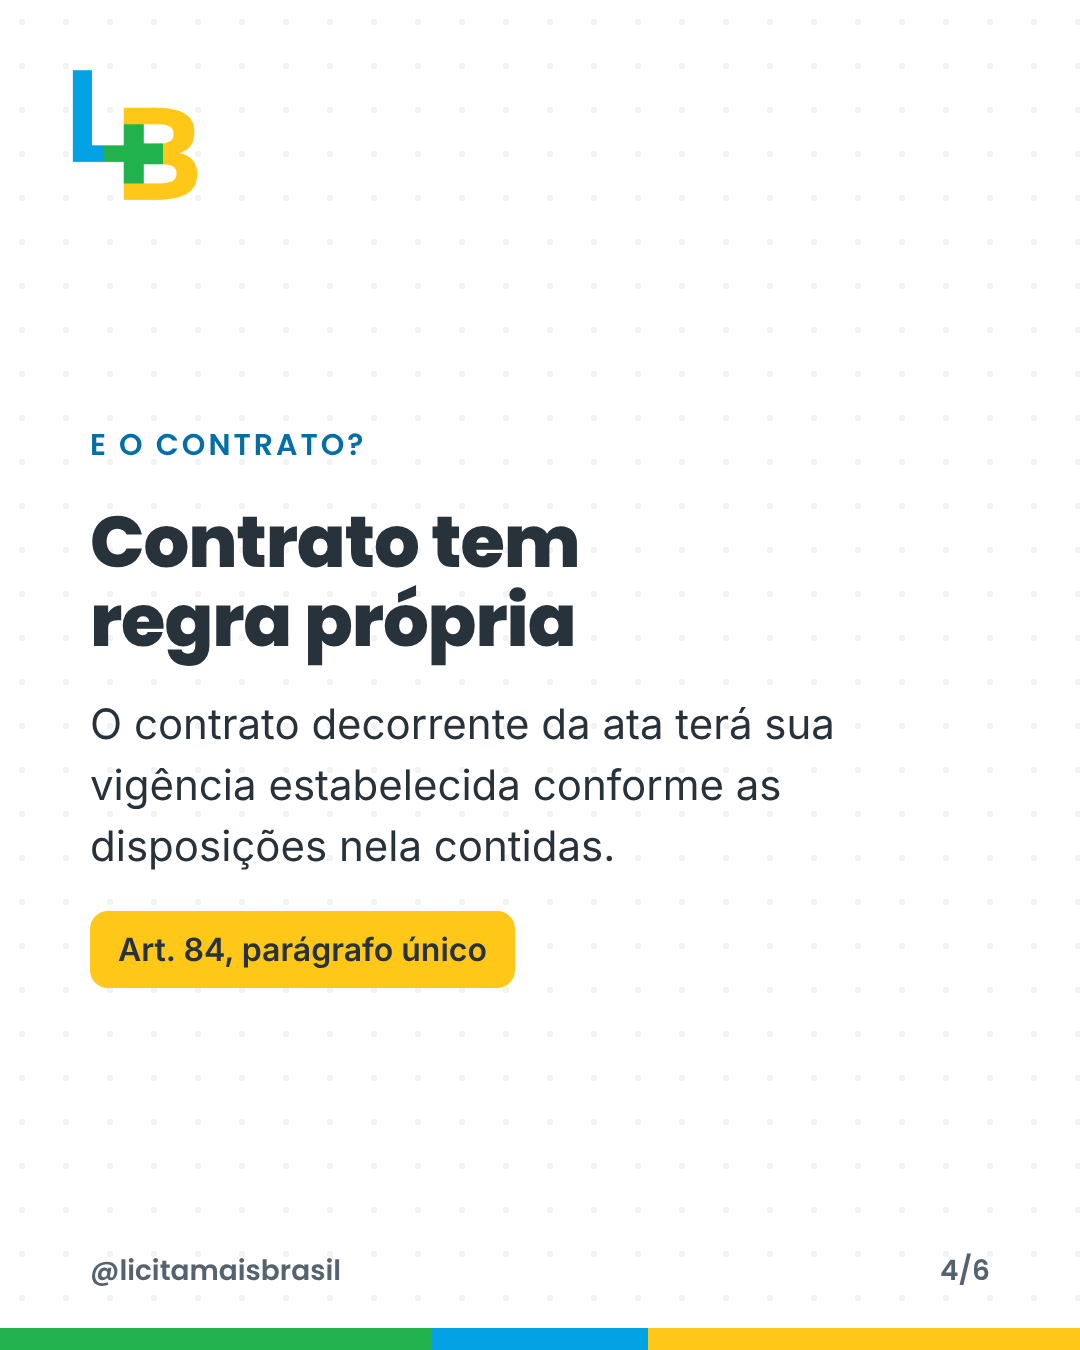 L+B
E O CONTRATO?
Contrato tem
regra própria
O contrato decorrente da ata terá sua
vigência estabelecida conforme as
disposições nela contidas.
Art. 84, parágrafo único
@licitamaisbrasil
4/6